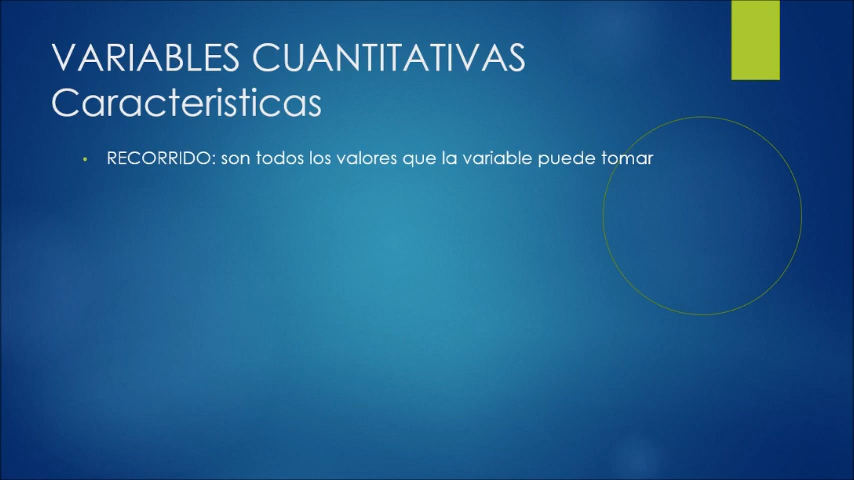 VARIABLES CUANTITATIVAS
Caracteristicas
• RECORRIDO: son todos los valores que la variable puede tomar